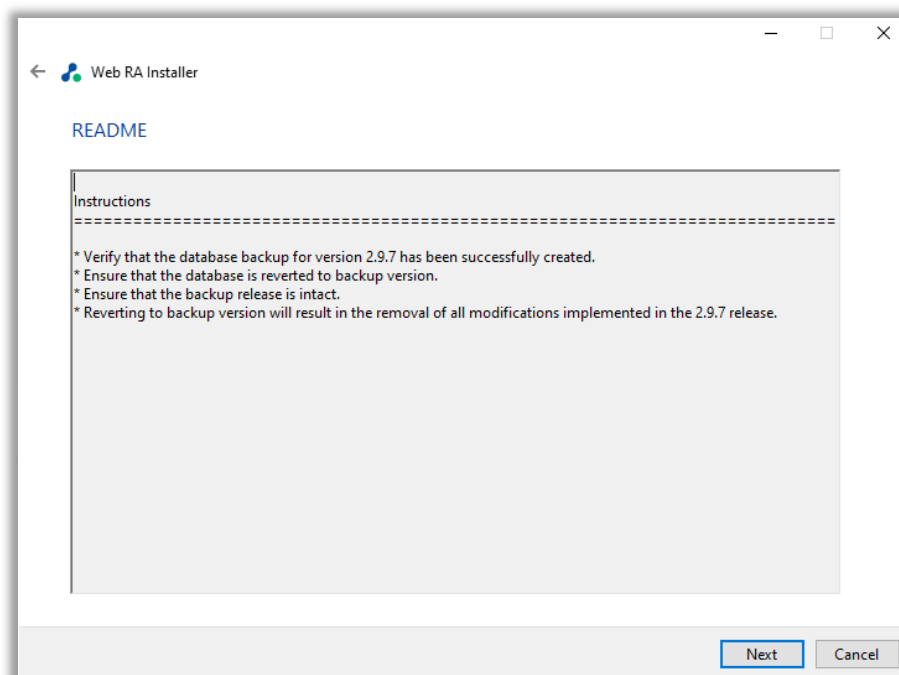 Web RA Installer
README
Instructions
==============================================================================
* Verify that the database backup for version 2.9.7 has been successfully created.
* Ensure that the database is reverted to backup version.
* Ensure that the backup release is intact.
* Reverting to backup version will result in the removal of all modifications implemented in the 2.9.7 release.
Next Cancel